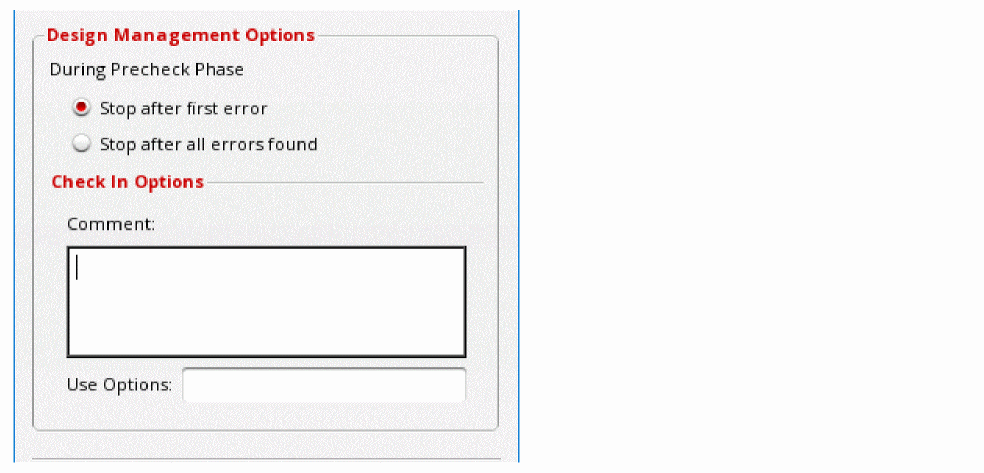 Design Management Options
During Precheck Phase
Stop after first error
Stop after all errors found
Check In Options
Comment:
Use Options: